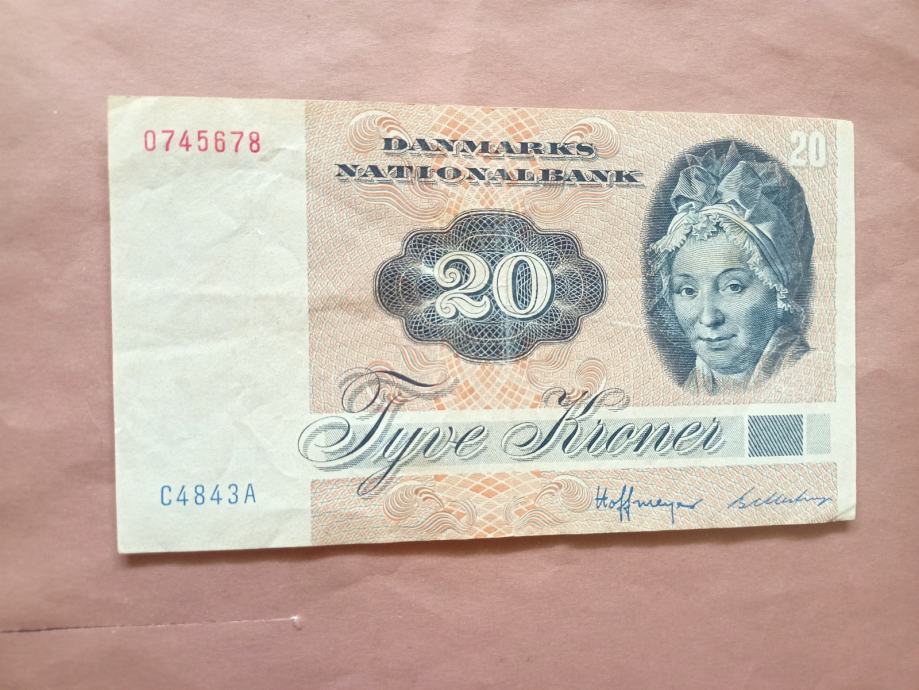 0745678
DANMARKS
NATIONALBANK
20
20
Tyve Kroner
C4843A
Hoffmeyer